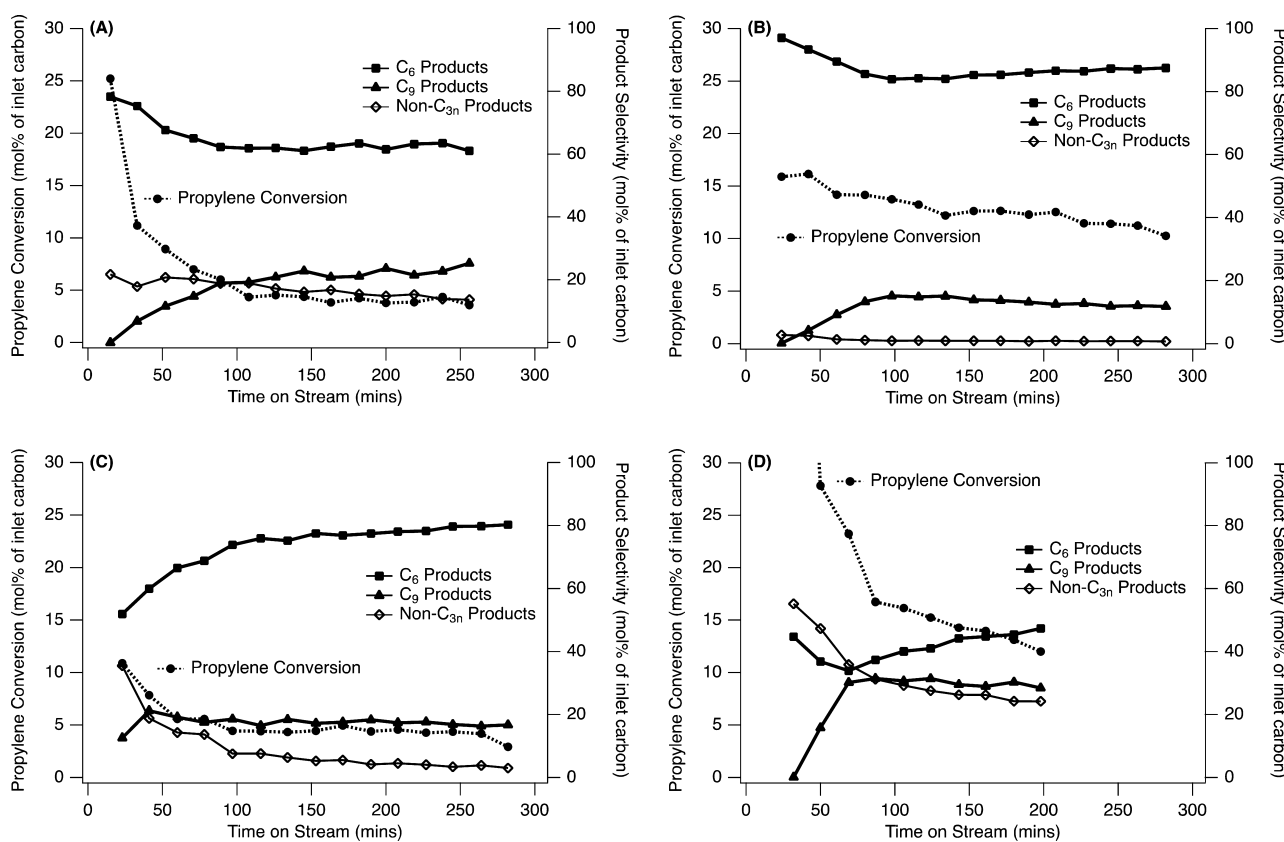 (A)
Propylene Conversion (mol% of inlet carbon)
30
25
20
15
10
5
0
C6 Products
C9 Products
Non-C3n Products
Propylene Conversion
100
80
60
40
20
0
Product Selectivity (mol% of inlet carbon)
0 50 100 150 200 250 300
Time on Stream (mins)
(B)
Propylene Conversion (mol% of inlet carbon)
30
25
20
15
10
5
0
C6 Products
C9 Products
Non-C3n Products
Propylene Conversion
100
80
60
40
20
0
Product Selectivity (mol% of inlet carbon)
0 50 100 150 200 250 300
Time on Stream (mins)
(C)
Propylene Conversion (mol% of inlet carbon)
30
25
20
15
10
5
0
C6 Products
C9 Products
Non-C3n Products
Propylene Conversion
100
80
60
40
20
0
Product Selectivity (mol% of inlet carbon)
0 50 100 150 200 250 300
Time on Stream (mins)
(D)
Propylene Conversion (mol% of inlet carbon)
30
25
20
15
10
5
0
Propylene Conversion
C6 Products
C9 Products
Non-C3n Products
100
80
60
40
20
0
Product Selectivity (mol% of inlet carbon)
0 50 100 150 200 250 300
Time on Stream (mins)